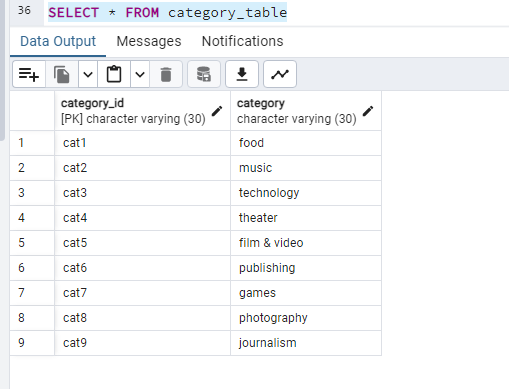 36 SELECT * FROM category_table
Data Output Messages Notifications
category_id category
[PK] character varying (30) character varying (30)
1 cat1 food
2 cat2 music
3 cat3 technology
4 cat4 theater
5 cat5 film & video
6 cat6 publishing
7 cat7 games
8 cat8 photography
9 cat9 journalism